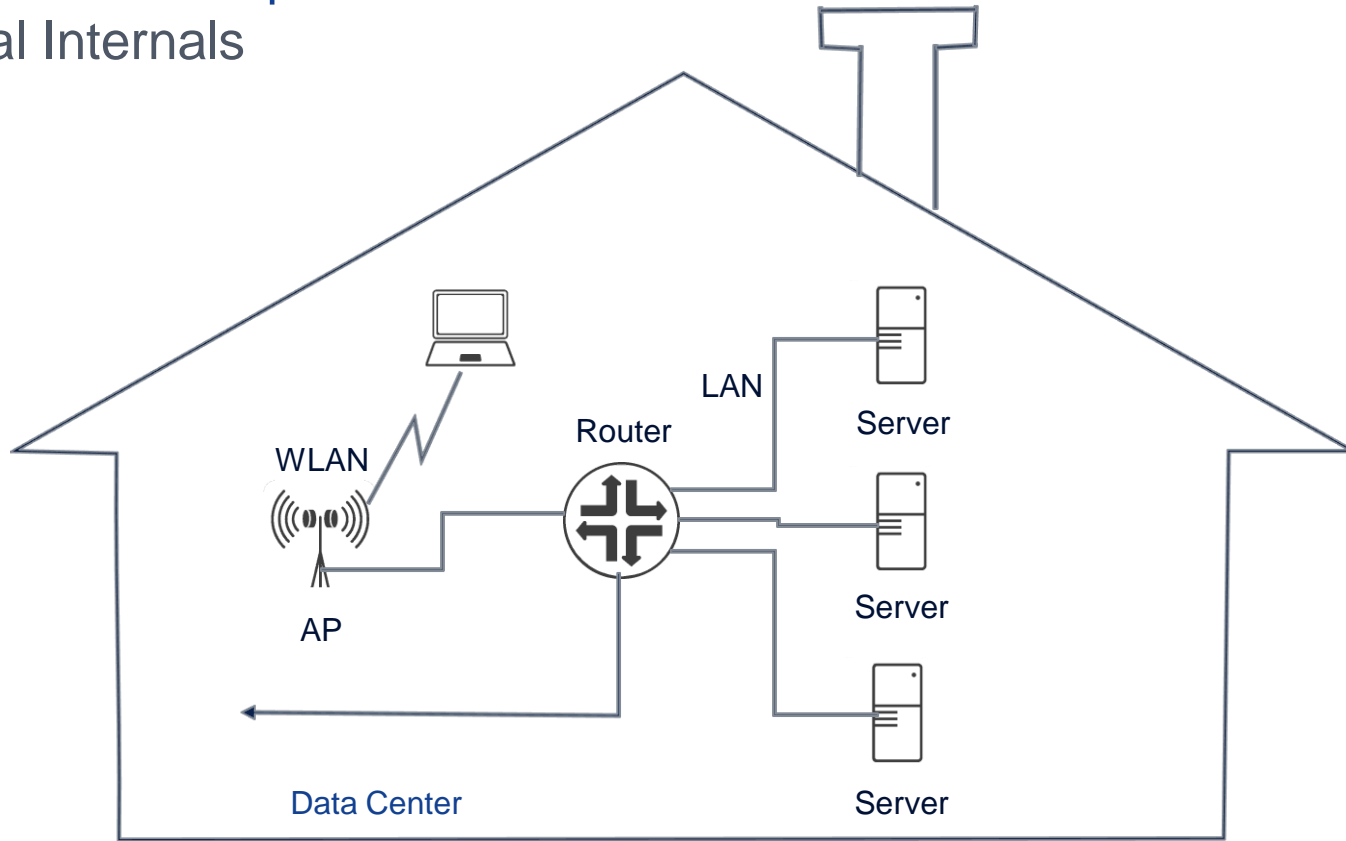 al Internals
LAN
Router
Server
WLAN
Server
AP
Data Center
Server